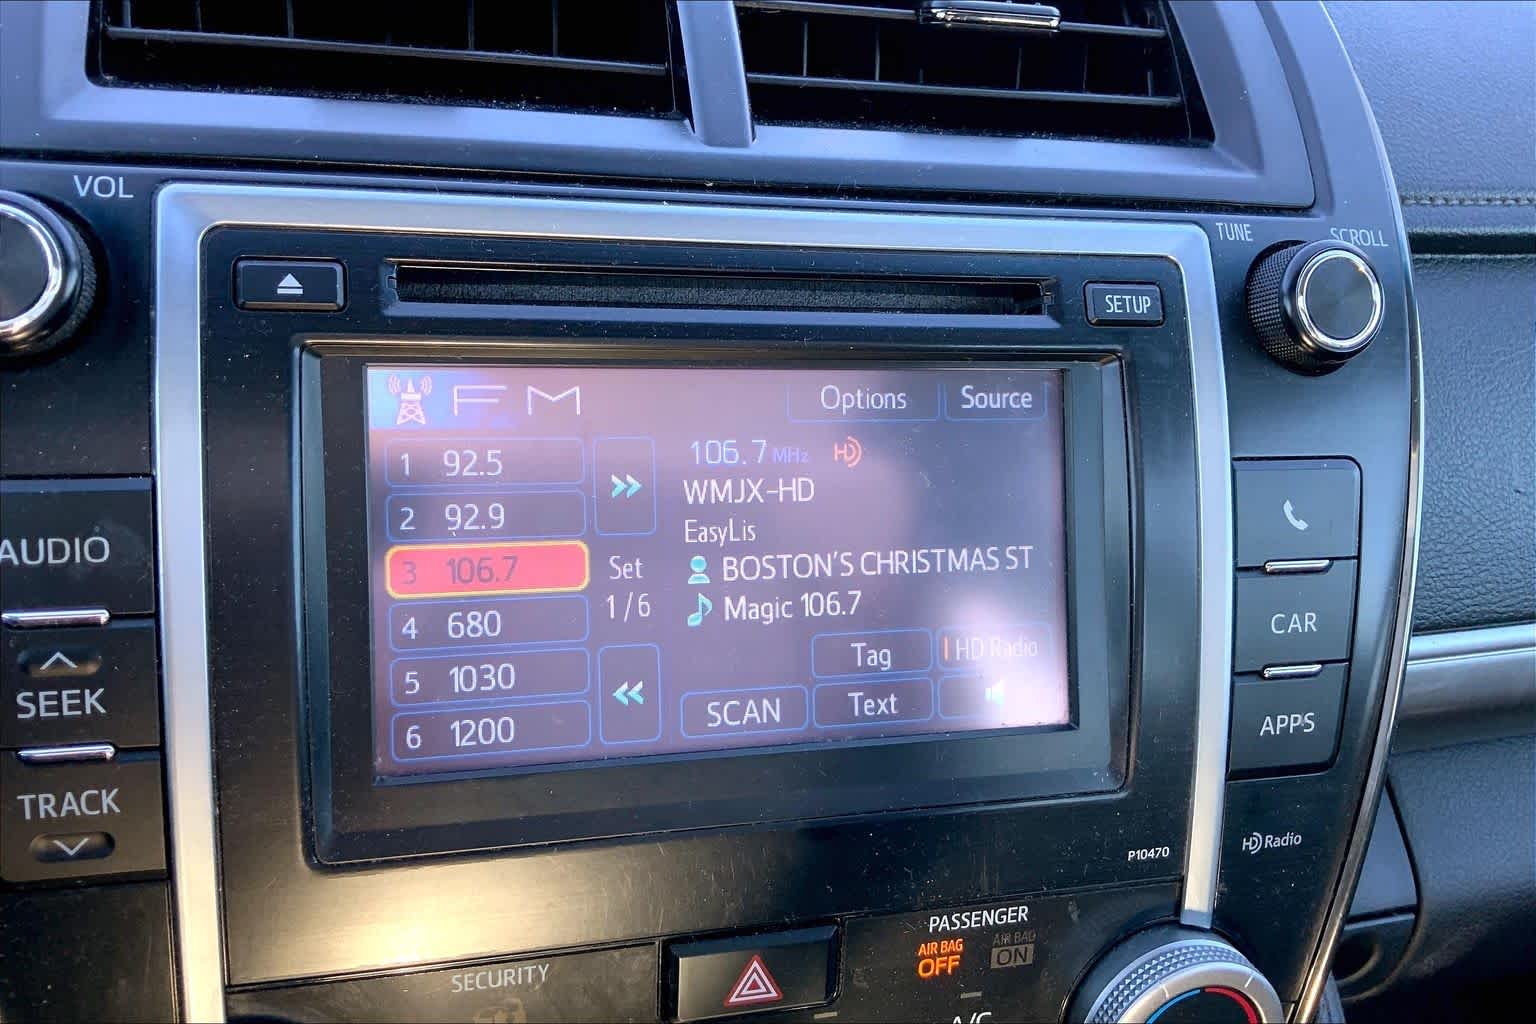 VOL
TUNE SCROLL
SETUP
FM
Options Source
1 92.5
2 92.9
3 106.7
4 680
5 1030
6 1200
Set
1/6
106.7 MHz HD
WMJX-HD
EasyLis
BOSTON'S CHRISTMAS ST
Magic 106.7
Tag HD Radio
SCAN Text
AUDIO
SEEK
TRACK
CAR
APPS
HD Radio
P10470
PASSENGER
AIR BAG OFF
AIR BAG ON
SECURITY
A/C